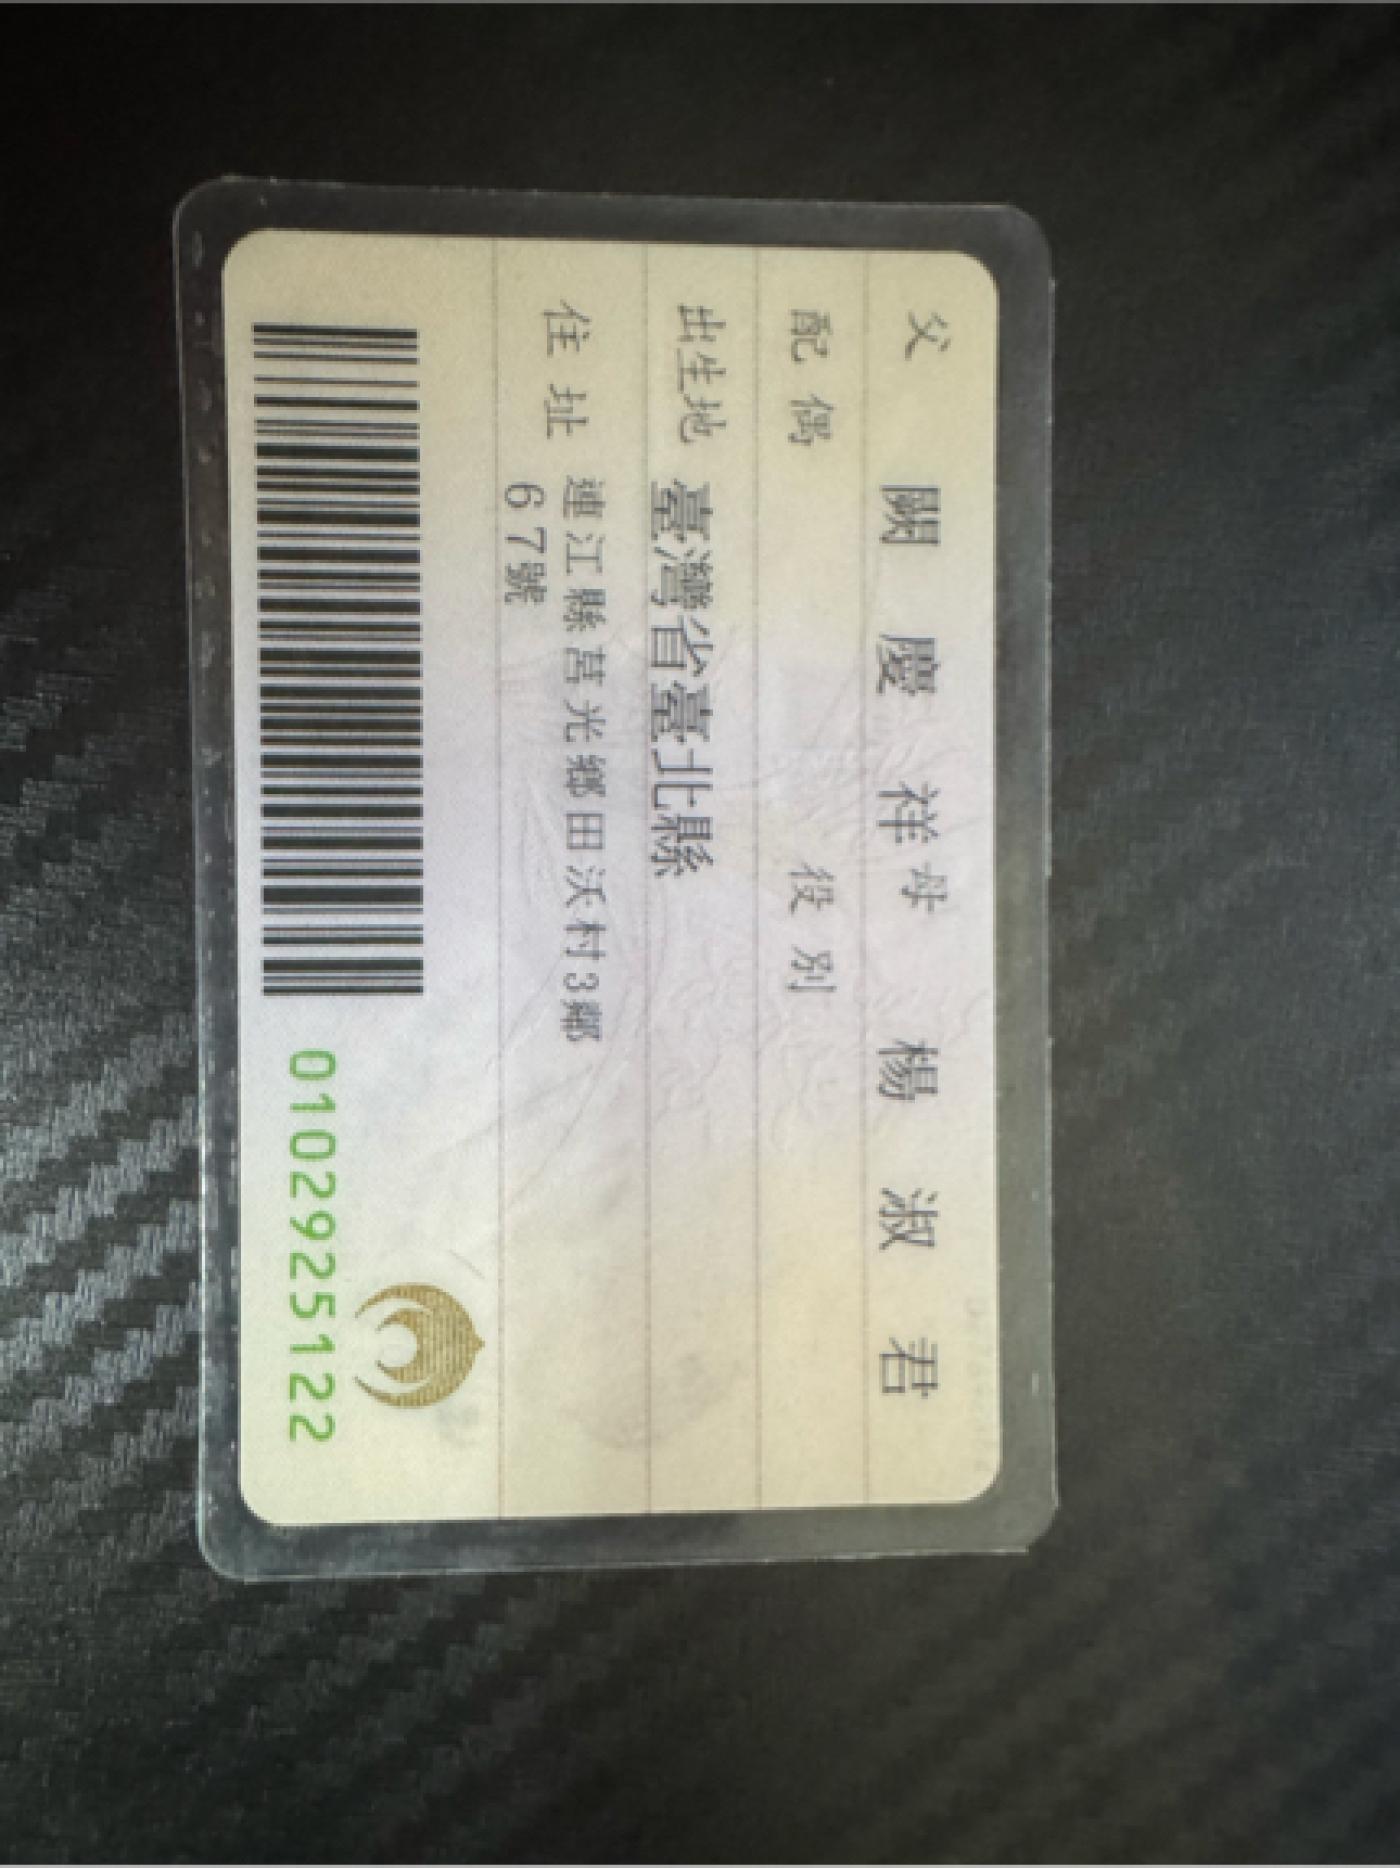 父 闕慶祥 母 楊淑君
配偶 役別
出生地 臺灣省臺北縣
住址 連江縣莒光鄉田沃村3鄰
67號
0102925122